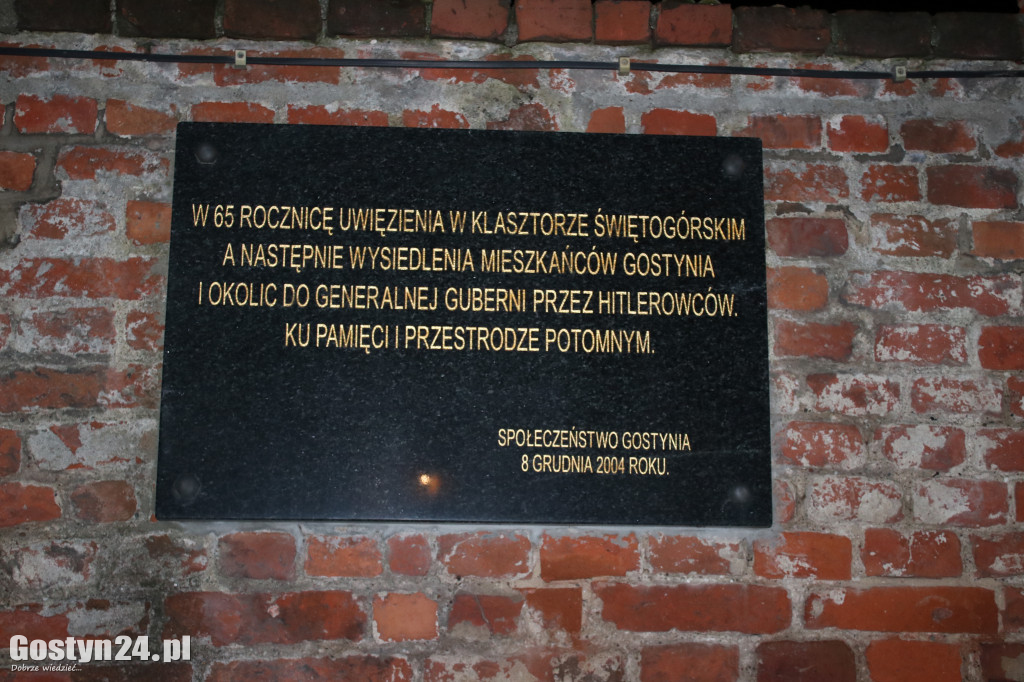 W 65 ROCZNICĘ UWIĘZIENIA W KLASZTORZE ŚWIĘTOGÓRSKIM
A NASTĘPNIE WYSIEDLENIA MIESZKAŃCÓW GOSTYNIA
I OKOLIC DO GENERALNEJ GUBERNI PRZEZ HITLEROWCÓW.
KU PAMIĘCI I PRZESTRODZE POTOMNYM.
SPOŁECZEŃSTWO GOSTYNIA
8 GRUDNIA 2004 ROKU.
Gostyn24.pl
Dobrze wiedzieć...